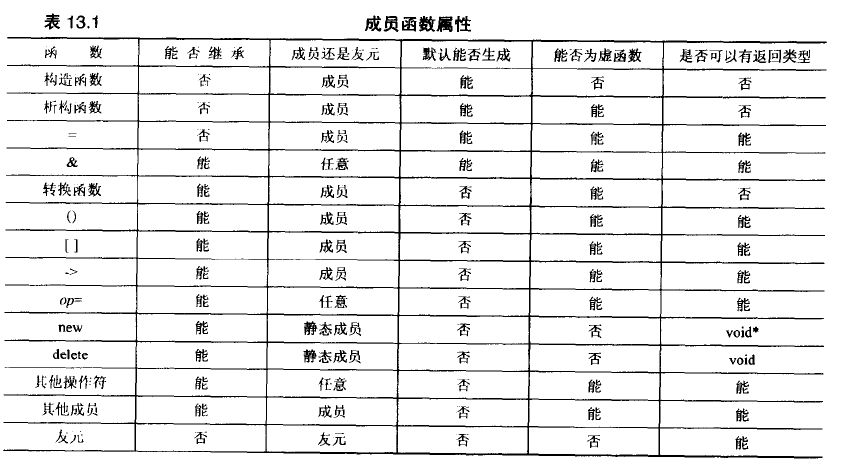 表 13.1 成员函数属性
函 数 能 否 继 承 成员还是友元 默认能否生成 能否为虚函数 是否可以有返回类型
构造函数 否 成员 能 否 否
析构函数 否 成员 能 能 否
= 否 成员 能 能 能
& 能 任意 能 能 能
转换函数 能 成员 否 能 否
() 能 成员 否 能 能
[ ] 能 成员 否 能 能
-> 能 成员 否 能 能
op= 能 任意 否 能 能
new 能 静态成员 否 否 void*
delete 能 静态成员 否 否 void
其他操作符 能 任意 否 能 能
其他成员 能 成员 否 能 能
友元 否 友元 否 否 能